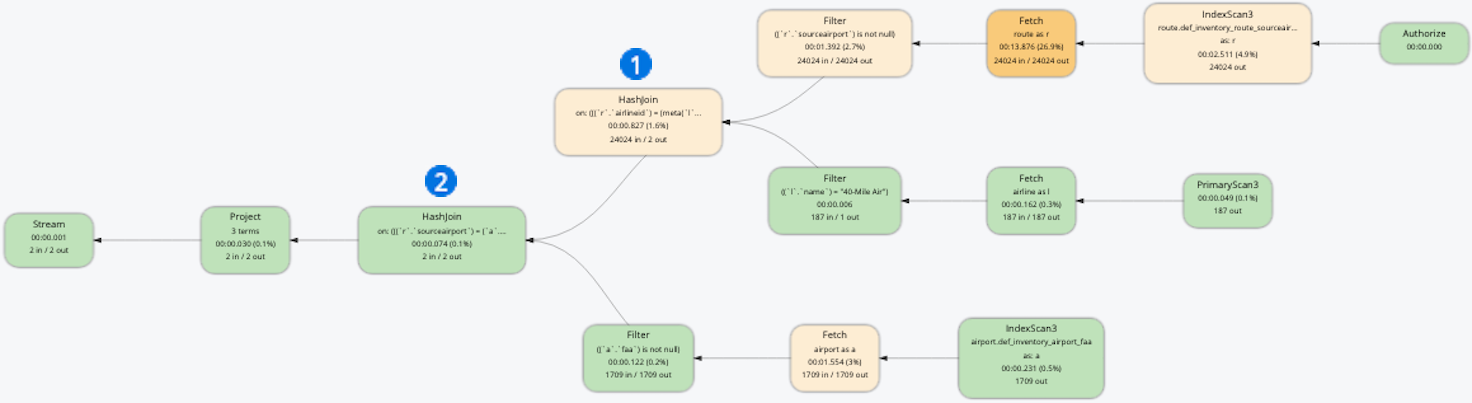 Filter
((`r`.`sourceairport`) is not null)
00:01.392 (2.7%)
24024 in / 24024 out
Fetch
route as r
00:13.876 (26.9%)
24024 in / 24024 out
IndexScan3
route.def_inventory_route_sourceair...
as: r
00:02.511 (4.9%)
24024 out
Authorize
00:00.000
1
HashJoin
on: (((`r`.`airlineid`) = (meta(`l`...
00:00.827 (1.6%)
24024 in / 2 out
Filter
((`l`.`name`) = "40-Mile Air")
00:00.006
187 in / 1 out
Fetch
airline as l
00:00.162 (0.3%)
187 in / 187 out
PrimaryScan3
00:00.049 (0.1%)
187 out
2
HashJoin
on: (((`r`.`sourceairport`) = (`a`....
00:00.074 (0.1%)
2 in / 2 out
Project
3 terms
00:00.030 (0.1%)
2 in / 2 out
Stream
00:00.001
2 in / 2 out
Filter
((`a`.`faa`) is not null)
00:00.122 (0.2%)
1709 in / 1709 out
Fetch
airport as a
00:01.554 (3%)
1709 in / 1709 out
IndexScan3
airport.def_inventory_airport_faa
as: a
00:00.231 (0.5%)
1709 out